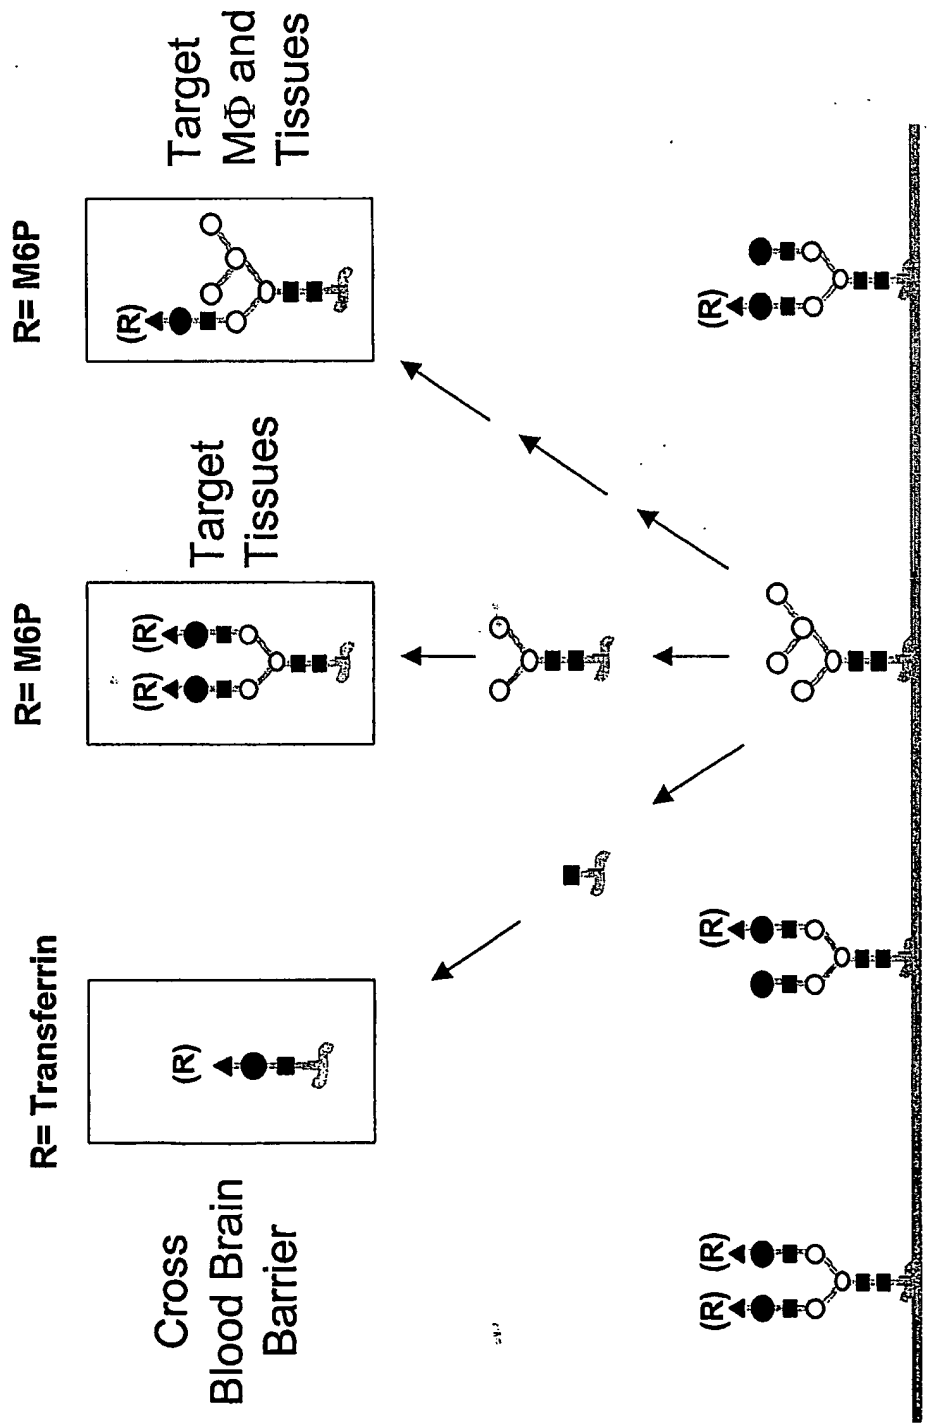 R= Transferrin
R= M6P
R= M6P
Cross
Blood Brain
Barrier
(R)
(R)
(R)
Target
Tissues
(R)
Target
MΦ and
Tissues
(R)
(R)
(R)
(R)